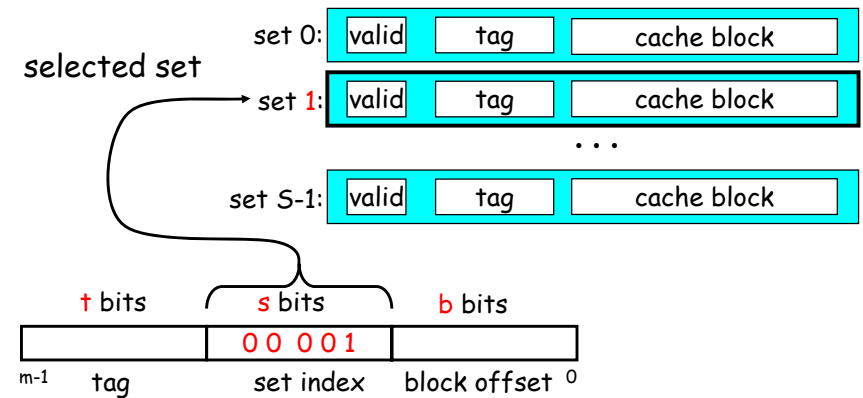 set 0: valid tag cache block
selected set
set 1: valid tag cache block
. . .
set S-1: valid tag cache block
t bits s bits b bits
0 0 0 0 1
m-1 tag set index block offset 0